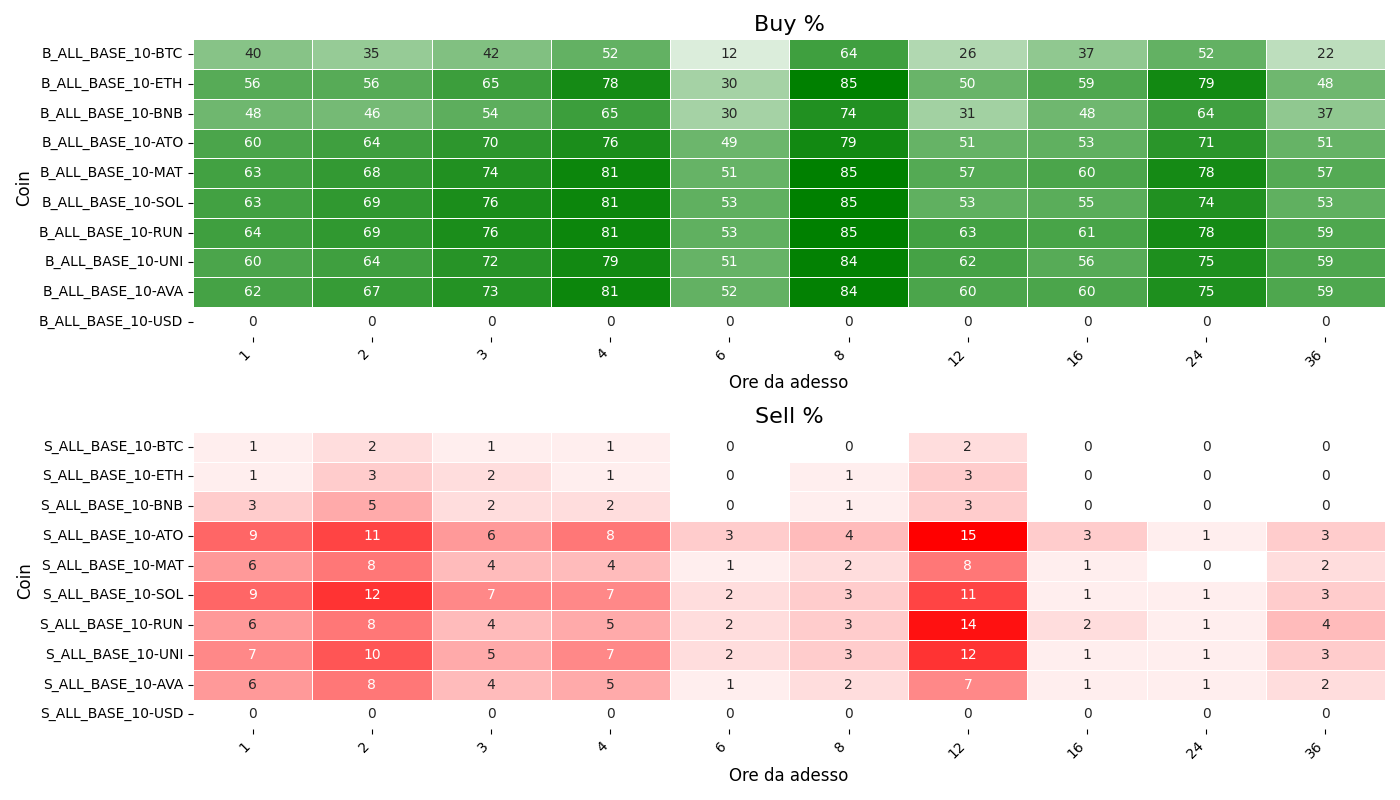 Buy %
Coin
B_ALL_BASE_10-BTC 40 35 42 52 12 64 26 37 52 22
B_ALL_BASE_10-ETH 56 56 65 78 30 85 50 59 79 48
B_ALL_BASE_10-BNB 48 46 54 65 30 74 31 48 64 37
B_ALL_BASE_10-ATO 60 64 70 76 49 79 51 53 71 51
B_ALL_BASE_10-MAT 63 68 74 81 51 85 57 60 78 57
B_ALL_BASE_10-SOL 63 69 76 81 53 85 53 55 74 53
B_ALL_BASE_10-RUN 64 69 76 81 53 85 63 61 78 59
B_ALL_BASE_10-UNI 60 64 72 79 51 84 62 56 75 59
B_ALL_BASE_10-AVA 62 67 73 81 52 84 60 60 75 59
B_ALL_BASE_10-USD 0 0 0 0 0 0 0 0 0 0
1 2 3 4 6 8 12 16 24 36
Ore da adesso
Sell %
Coin
S_ALL_BASE_10-BTC 1 2 1 1 0 0 2 0 0 0
S_ALL_BASE_10-ETH 1 3 2 1 0 1 3 0 0 0
S_ALL_BASE_10-BNB 3 5 2 2 0 1 3 0 0 0
S_ALL_BASE_10-ATO 9 11 6 8 3 4 15 3 1 3
S_ALL_BASE_10-MAT 6 8 4 4 1 2 8 1 0 2
S_ALL_BASE_10-SOL 9 12 7 7 2 3 11 1 1 3
S_ALL_BASE_10-RUN 6 8 4 5 2 3 14 2 1 4
S_ALL_BASE_10-UNI 7 10 5 7 2 3 12 1 1 3
S_ALL_BASE_10-AVA 6 8 4 5 1 2 7 1 1 2
S_ALL_BASE_10-USD 0 0 0 0 0 0 0 0 0 0
1 2 3 4 6 8 12 16 24 36
Ore da adesso